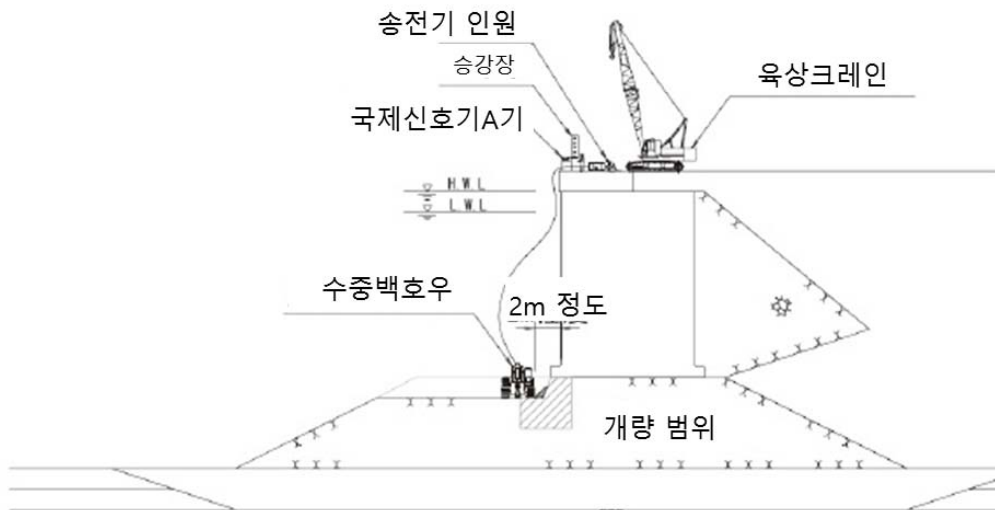 송전기 인원
승강장
육상크레인
국제신호기A기
H.W.L
L.W.L
수중백호우
2m 정도
개량 범위